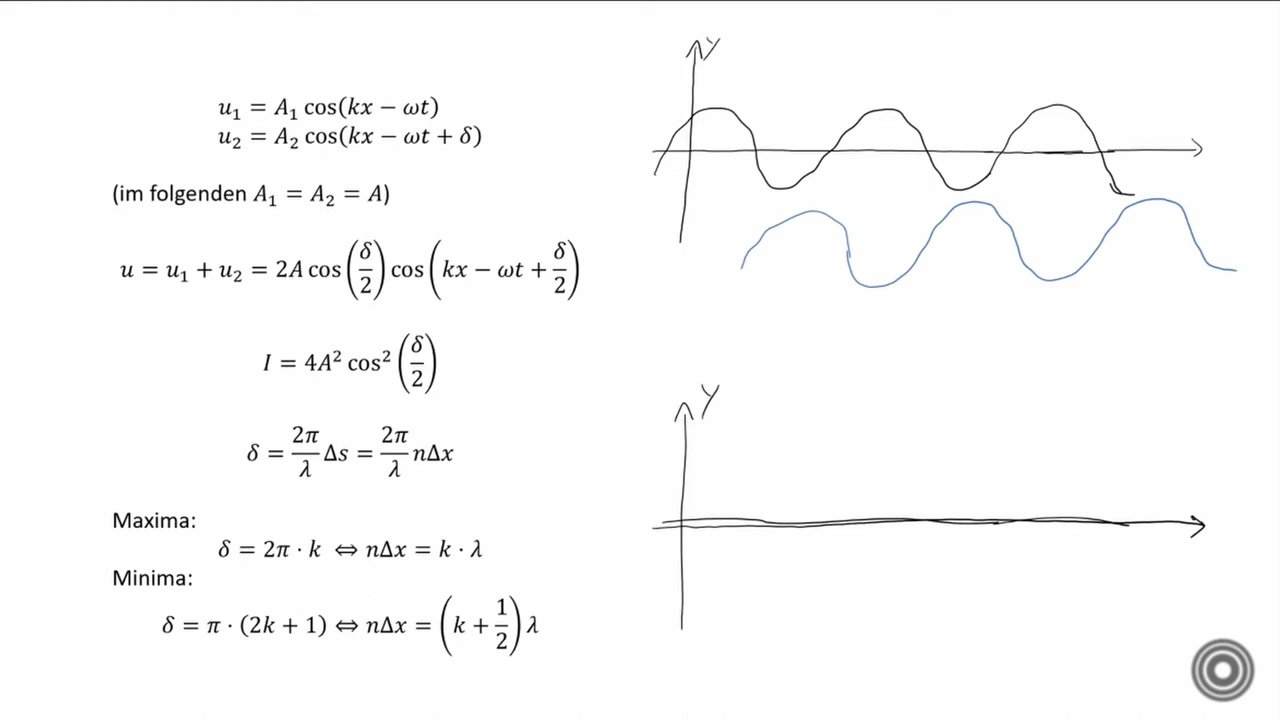 u₁ = A₁ cos(kx − ωt)
u₂ = A₂ cos(kx − ωt + δ)
(im folgenden A₁ = A₂ = A)
u = u₁ + u₂ = 2A cos(δ/2) cos(kx − ωt + δ/2)
I = 4A² cos²(δ/2)
δ = 2π/λ Δs = 2π/λ nΔx
Maxima:
δ = 2π · k ⇔ nΔx = k · λ
Minima:
δ = π · (2k + 1) ⇔ nΔx = (k + 1/2) λ
y
y